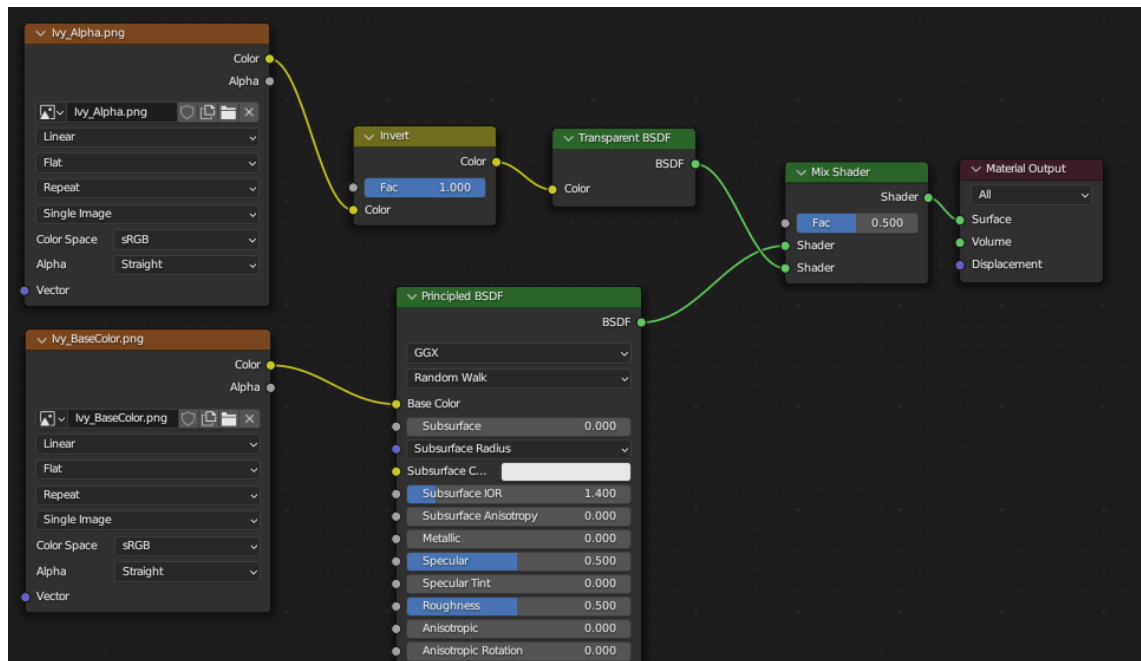 Ivy_Alpha.png
Color
Alpha
Ivy_Alpha.png
Linear
Flat
Repeat
Single Image
Color Space sRGB
Alpha Straight
Vector
Invert
Color
Fac 1.000
Color
Transparent BSDF
BSDF
Color
Mix Shader
Shader
Fac 0.500
Shader
Shader
Material Output
All
Surface
Volume
Displacement
Ivy_BaseColor.png
Color
Alpha
Ivy_BaseColor.png
Linear
Flat
Repeat
Single Image
Color Space sRGB
Alpha Straight
Vector
Principled BSDF
BSDF
GGX
Random Walk
Base Color
Subsurface 0.000
Subsurface Radius
Subsurface C...
Subsurface IOR 1.400
Subsurface Anisotropy 0.000
Metallic 0.000
Specular 0.500
Specular Tint 0.000
Roughness 0.500
Anisotropic 0.000
Anisotropic Rotation 0.000